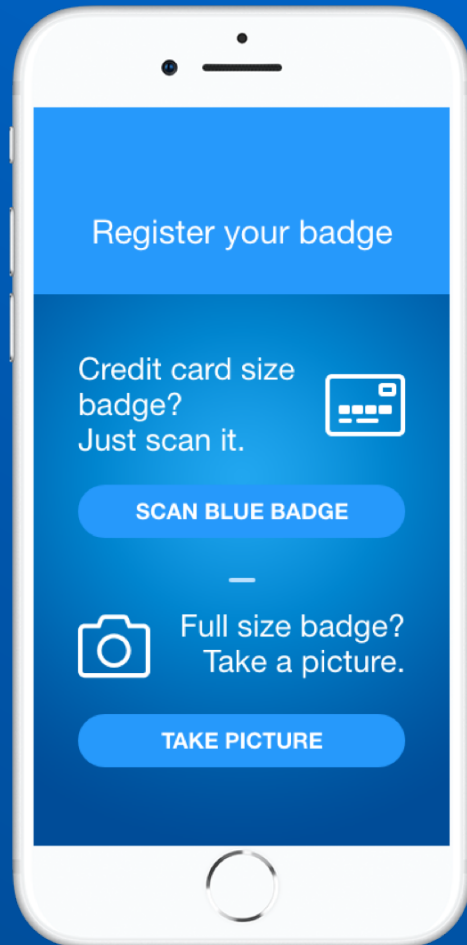 Register your badge
Credit card size
badge?
Just scan it.
SCAN BLUE BADGE
Full size badge?
Take a picture.
TAKE PICTURE